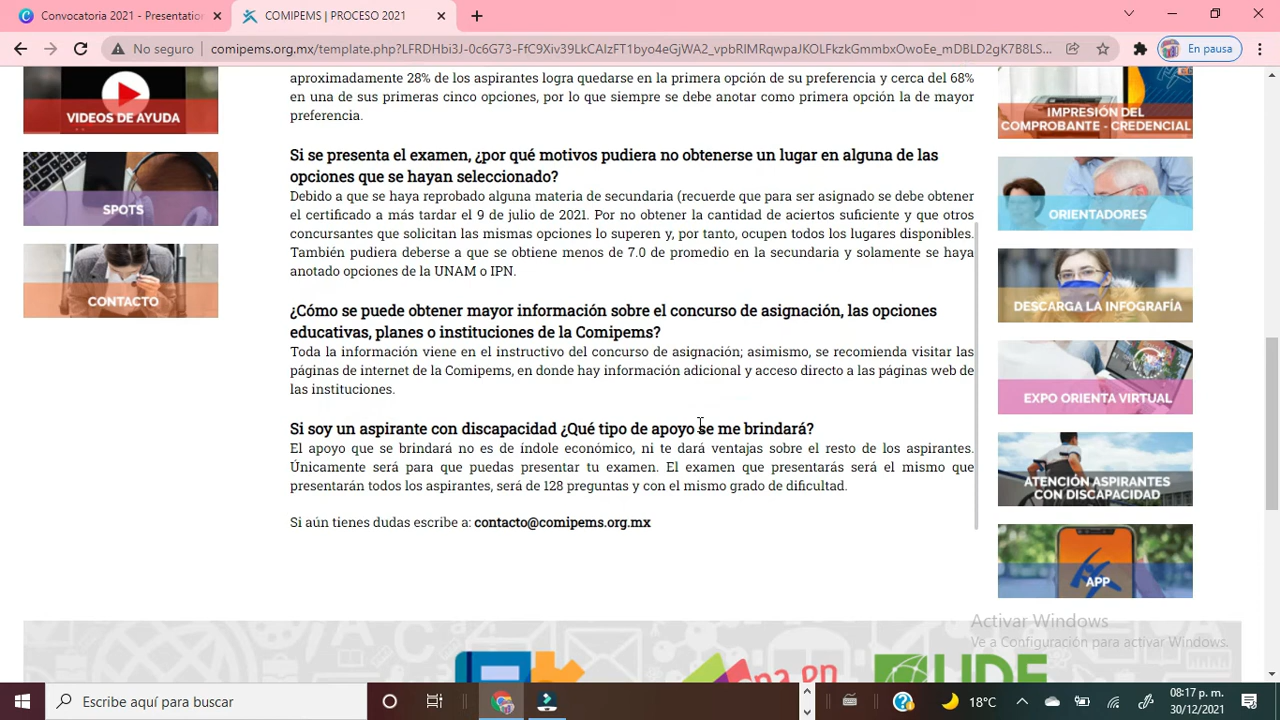 Convocatoria 2021 - Presentation
COMIPEMS | PROCESO 2021
No seguro
comipems.org.mx/template.php?LFRDHbi3J0c6G73-FfC9Xiv39LkCAIzFT1byo4eGjWA2_vpbRlMRqwpaJKOLFkzkGmmbxOwoEe_mDBLD2gK7B8LS...
En pausa
VIDEOS DE AYUDA
SPOTS
CONTACTO
aproximadamente 28% de los aspirantes logra quedarse en la primera opción de su preferencia y cerca del 68%
en una de sus primeras cinco opciones, por lo que siempre se debe anotar como primera opción la de mayor
preferencia.
Si se presenta el examen, ¿por qué motivos pudiera no obtenerse un lugar en alguna de las
opciones que se hayan seleccionado?
Debido a que se haya reprobado alguna materia de secundaria (recuerde que para ser asignado se debe obtener
el certificado a más tardar el 9 de julio de 2021. Por no obtener la cantidad de aciertos suficiente y que otros
concursantes que solicitan las mismas opciones lo superen y, por tanto, ocupen todos los lugares disponibles.
También pudiera deberse a que se obtiene menos de 7.0 de promedio en la secundaria y solamente se haya
anotado opciones de la UNAM o IPN.
¿Cómo se puede obtener mayor información sobre el concurso de asignación, las opciones
educativas, planes o instituciones de la Comipems?
Toda la información viene en el instructivo del concurso de asignación; asimismo, se recomienda visitar las
páginas de internet de la Comipems, en donde hay información adicional y acceso directo a las páginas web de
las instituciones.
Si soy un aspirante con discapacidad ¿Qué tipo de apoyo se me brindará?
El apoyo que se brindará no es de índole económico, ni te dará ventajas sobre el resto de los aspirantes.
Únicamente será para que puedas presentar tu examen. El examen que presentarás será el mismo que
presentarán todos los aspirantes, será de 128 preguntas y con el mismo grado de dificultad.
Si aún tienes dudas escribe a: contacto@comipems.org.mx
IMPRESIÓN DEL
COMPROBANTE - CREDENCIAL
ORIENTADORES
DESCARGA LA INFOGRAFÍA
EXPO ORIENTA VIRTUAL
ATENCIÓN ASPIRANTES
CON DISCAPACIDAD
APP
Activar Windows
Ve a Configuración para activar Windows.
Escribe aquí para buscar
18°C
08:17 p. m.
30/12/2021